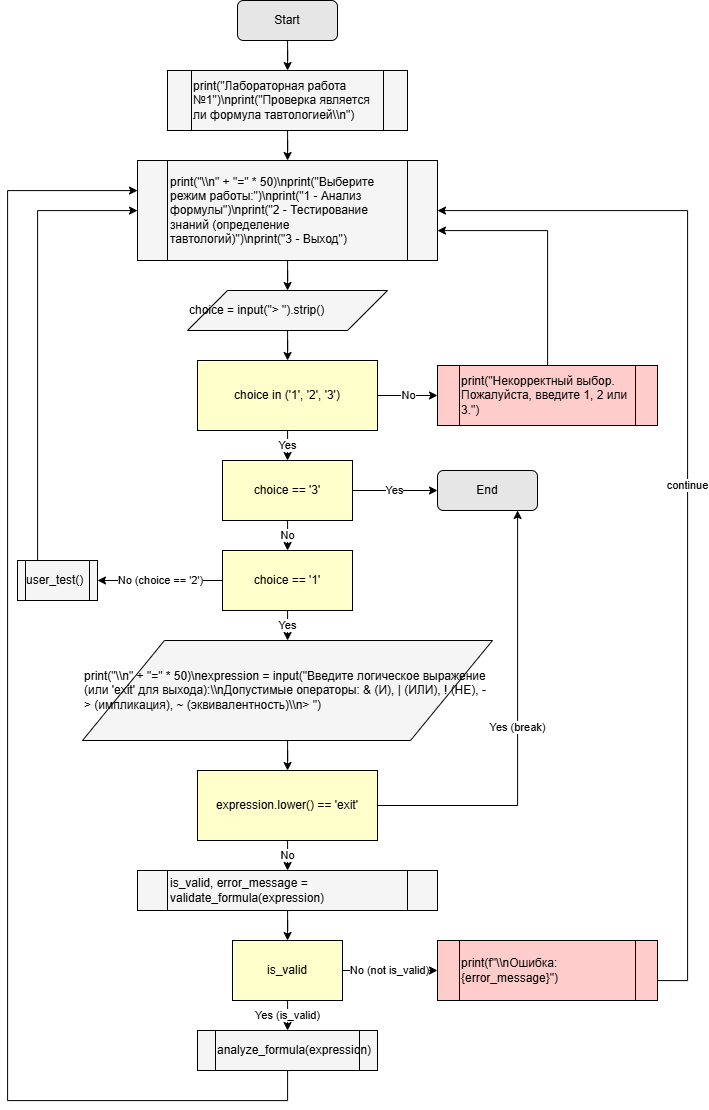 Start
print("Лабораторная работа
№1")\nprint("Проверка является
ли формула тавтологией\\n")
print("\\n" + "=" * 50)\nprint("Выберите
режим работы:")\nprint("1 - Анализ
формулы")\nprint("2 - Тестирование
знаний (определение
тавтологий)")\nprint("3 - Выход")
choice = input("> ").strip()
choice in ('1', '2', '3')
No
print("Некорректный выбор.
Пожалуйста, введите 1, 2 или
3.")
Yes
choice == '3'
Yes
End
continue
No
choice == '1'
No (choice == '2')
user_test()
Yes
print("\\n" + "=" * 50)\nexpression = input("Введите логическое выражение
(или 'exit' для выхода):\\nДопустимые операторы: & (И), | (ИЛИ), ! (НЕ), -
> (импликация), ~ (эквивалентность)\\n> ")
Yes (break)
expression.lower() == 'exit'
No
is_valid, error_message =
validate_formula(expression)
is_valid
No (not is_valid)
print(f"\\nОшибка:
{error_message}")
Yes (is_valid)
analyze_formula(expression)